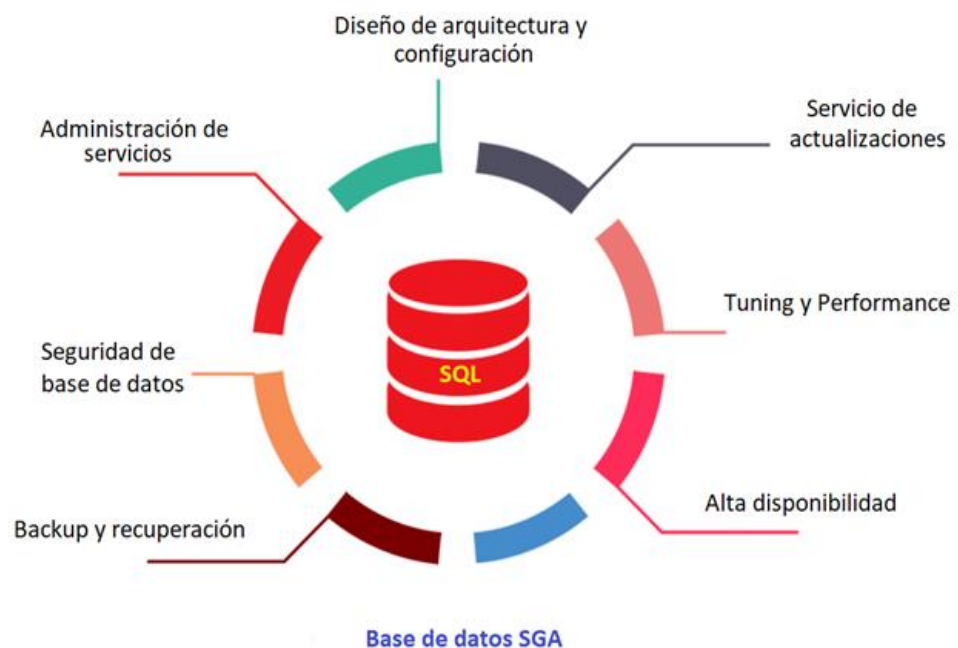 Diseño de arquitectura y
configuración
Servicio de
actualizaciones
Administración de
servicios
Tuning y Performance
Seguridad de
base de datos
SQL
Alta disponibilidad
Backup y recuperación
Base de datos SGA